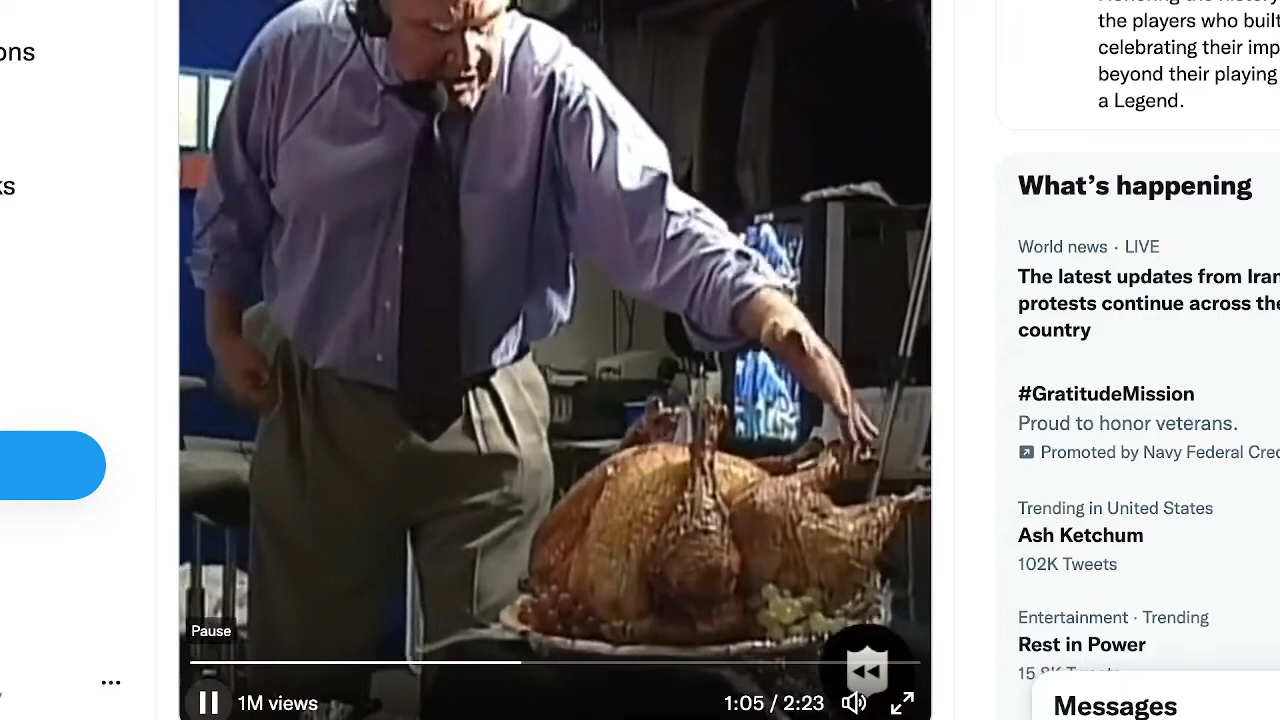 ons
ks
Pause
1M views
1:05 / 2:23
the players who built
celebrating their imp
beyond their playing
a Legend.
What’s happening
World news · LIVE
The latest updates from Iran
protests continue across the
country
#GratitudeMission
Proud to honor veterans.
Promoted by Navy Federal Cred
Trending in United States
Ash Ketchum
102K Tweets
Entertainment · Trending
Rest in Power
Messages